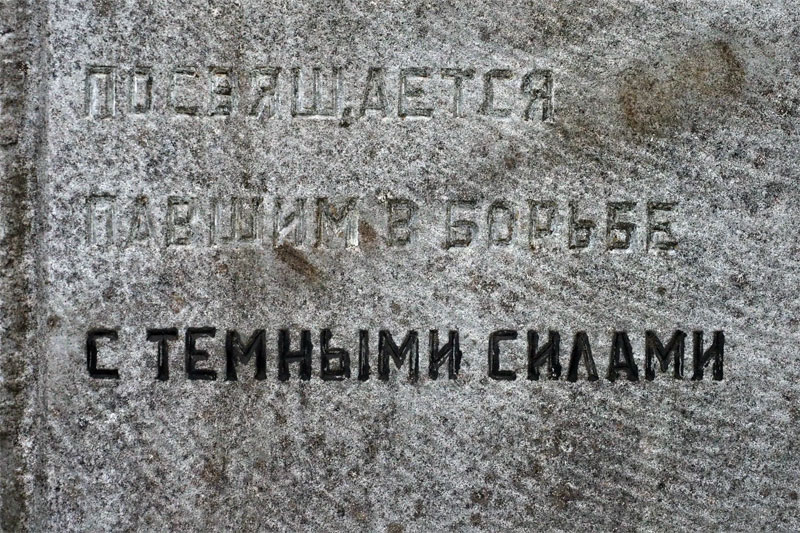 ПОСВЯЩАЕТСЯ
ПАВШИМ В БОРЬБЕ
С ТЕМНЫМИ СИЛАМИ